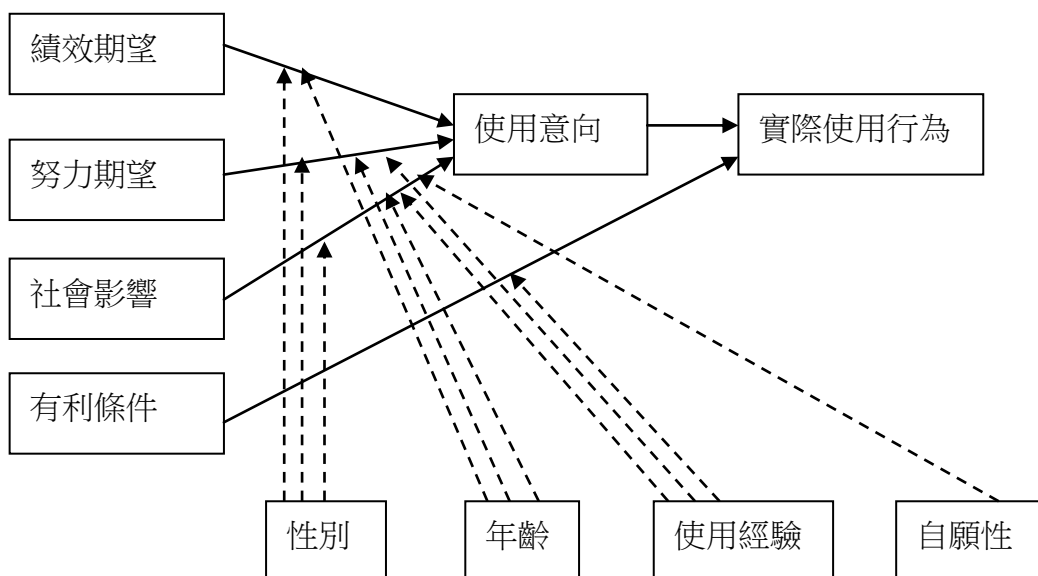 績效期望
使用意向
實際使用行為
努力期望
社會影響
有利條件
性別
年齡
使用經驗
自願性